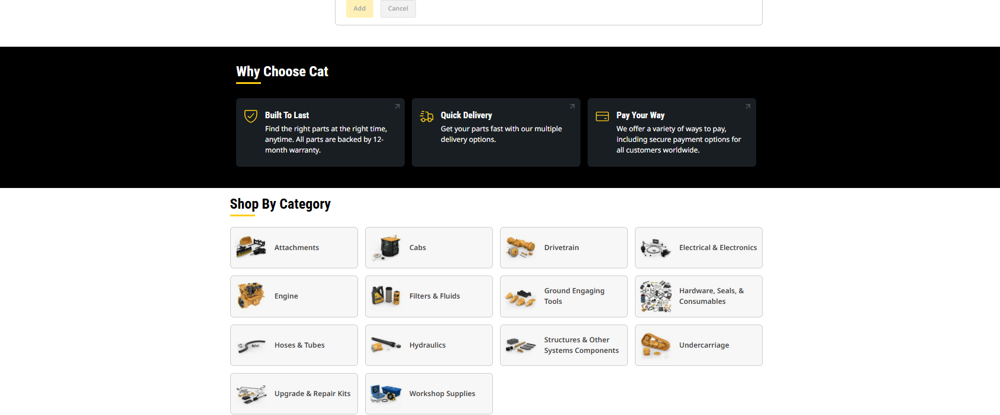 Add
Cancel
Why Choose Cat
Built To Last
Find the right parts at the right time,
anytime. All parts are backed by 12-
month warranty.
Quick Delivery
Get your parts fast with our multiple
delivery options.
Pay Your Way
We offer a variety of ways to pay,
including secure payment options for
all customers worldwide.
Shop By Category
Attachments
Cabs
Drivetrain
Electrical & Electronics
Engine
Filters & Fluids
Ground Engaging
Tools
Hardware, Seals, &
Consumables
Hoses & Tubes
Hydraulics
Structures & Other
Systems Components
Undercarriage
Upgrade & Repair Kits
Workshop Supplies